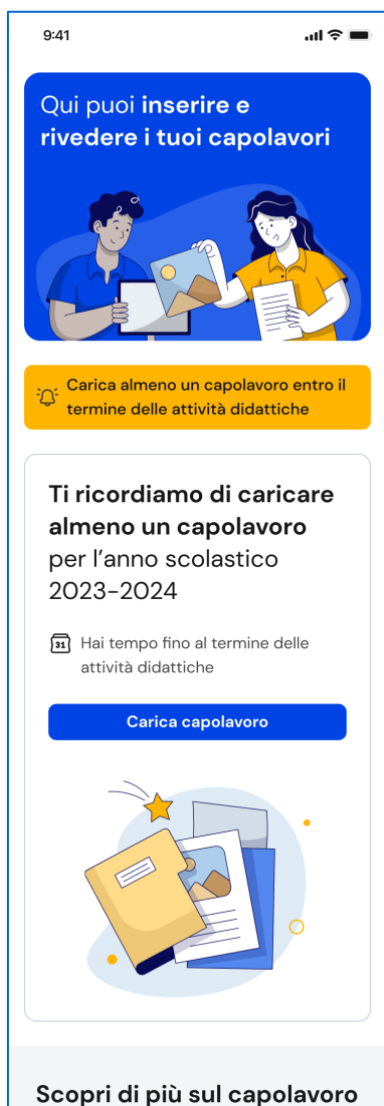 9:41
Qui puoi inserire e
rivedere i tuoi capolavori
Carica almeno un capolavoro entro il
termine delle attività didattiche
Ti ricordiamo di caricare
almeno un capolavoro
per l’anno scolastico
2023-2024
31 Hai tempo fino al termine delle
attività didattiche
Carica capolavoro
Scopri di più sul capolavoro